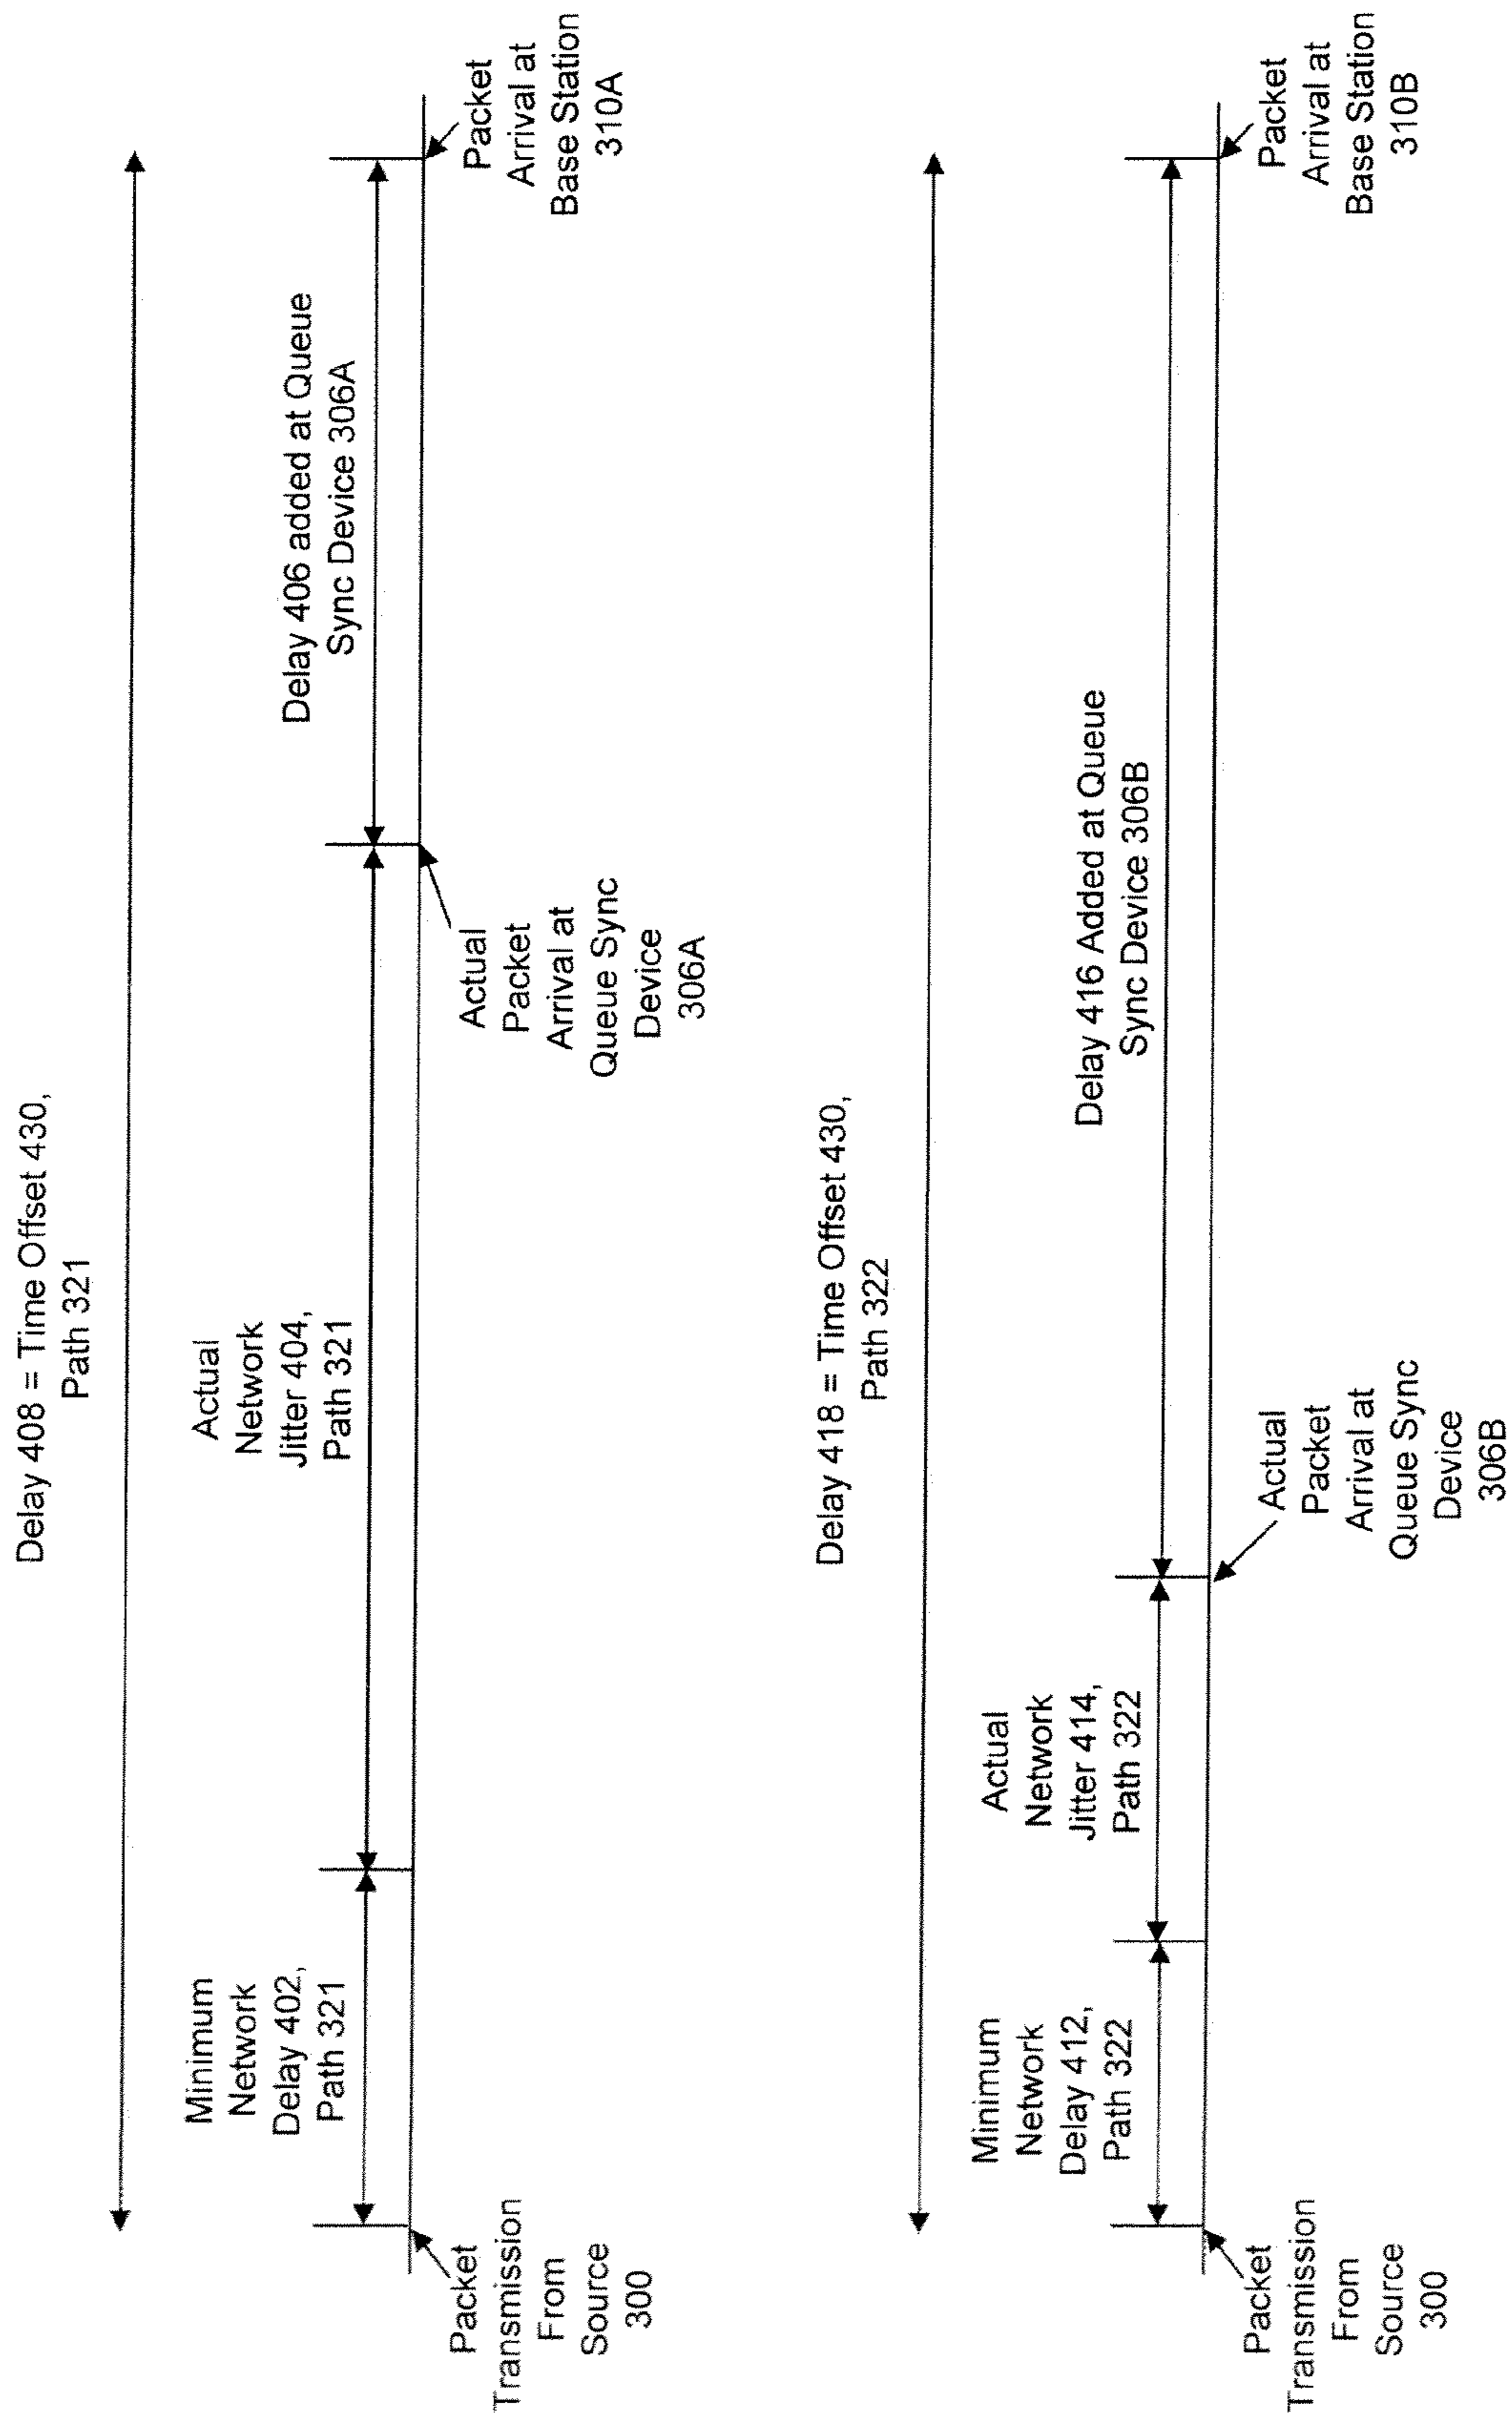 Delay 408 = Time Offset 430,
Path 321
Minimum
Network
Delay 402,
Path 321
Actual
Network
Jitter 404,
Path 321
Delay 406 added at Queue
Sync Device 306A
Packet
Transmission
From
Source
300
Actual
Packet
Arrival at
Queue Sync
Device
306A
Packet
Arrival at
Base Station
310A
Delay 418 = Time Offset 430,
Path 322
Minimum
Network
Delay 412,
Path 322
Actual
Network
Jitter 414,
Path 322
Delay 416 Added at Queue
Sync Device 306B
Packet
Transmission
From
Source
300
Actual
Packet
Arrival at
Queue Sync
Device
306B
Packet
Arrival at
Base Station
310B